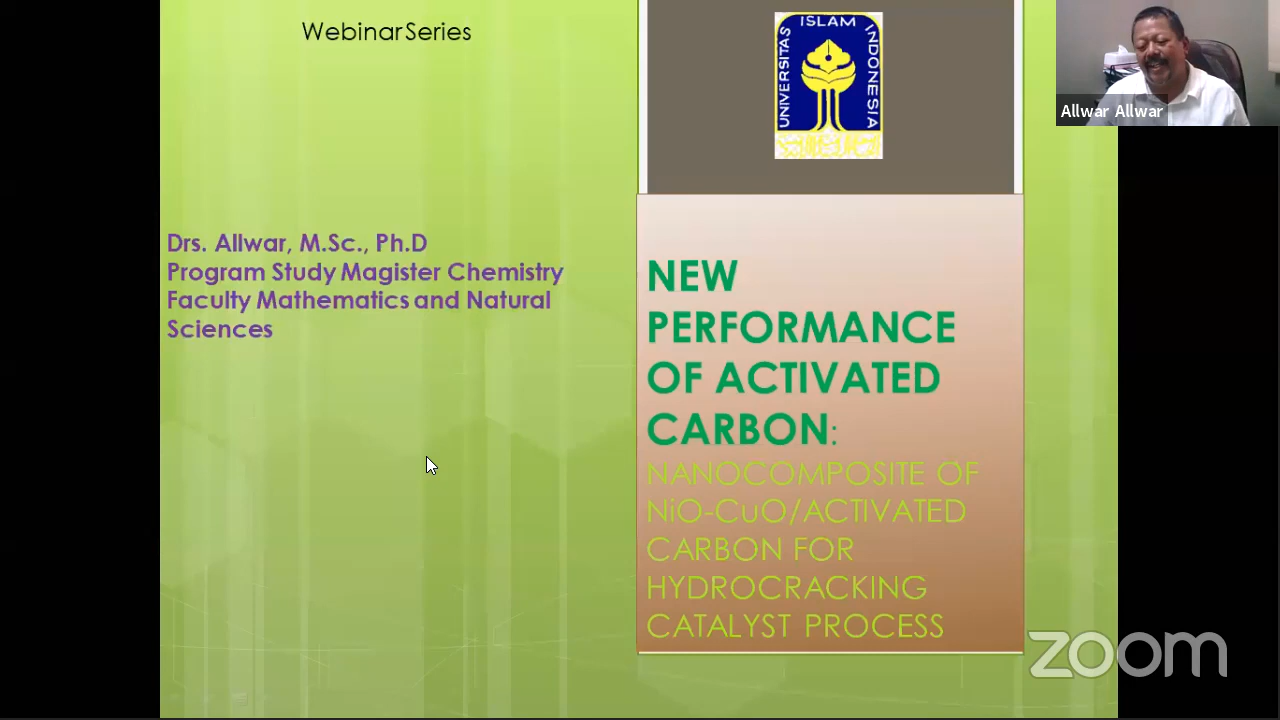 WebinarSeries
UNIVERSITAS ISLAM INDONESIA
Allwar Allwar
Drs. Allwar, M.Sc., Ph.D
Program Study Magister Chemistry
Faculty Mathematics and Natural
Sciences
NEW
PERFORMANCE
OF ACTIVATED
CARBON:
NANOCOMPOSITE OF
NiO-CuO/ACTIVATED
CARBON FOR
HYDROCRACKING
CATALYST PROCESS
zoom